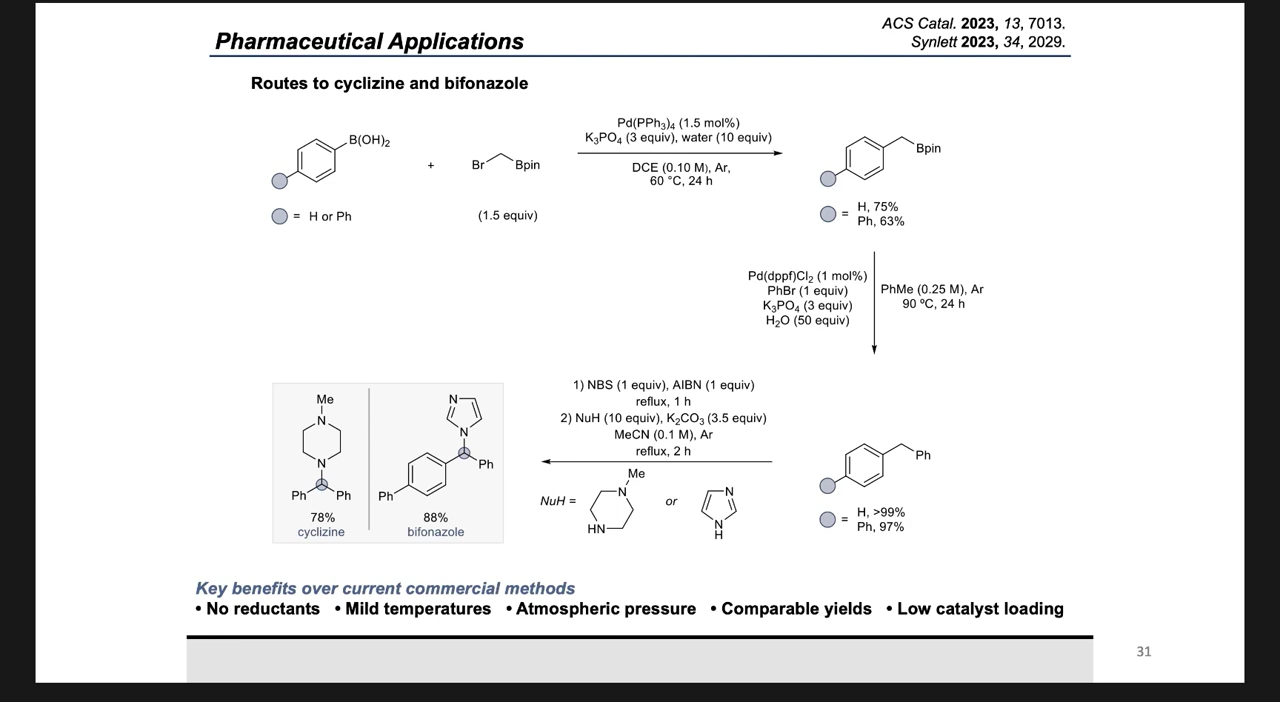 Pharmaceutical Applications
ACS Catal. 2023, 13, 7013.
Synlett 2023, 34, 2029.
Routes to cyclizine and bifonazole
B(OH)₂
+
Br Bpin
Pd(PPh₃)₄ (1.5 mol%)
K₃PO₄ (3 equiv), water (10 equiv)
DCE (0.10 M), Ar,
60 °C, 24 h
Bpin
= H or Ph
(1.5 equiv)
= H, 75%
Ph, 63%
Pd(dppf)Cl₂ (1 mol%)
PhBr (1 equiv)
K₃PO₄ (3 equiv)
H₂O (50 equiv)
PhMe (0.25 M), Ar
90 ºC, 24 h
Ph
= H, >99%
Ph, 97%
1) NBS (1 equiv), AIBN (1 equiv)
reflux, 1 h
2) NuH (10 equiv), K₂CO₃ (3.5 equiv)
MeCN (0.1 M), Ar
reflux, 2 h
NuH =
Me
N
HN
or
N
N
H
Me
N
N
Ph Ph
78%
cyclizine
N
N
Ph
Ph
88%
bifonazole
Key benefits over current commercial methods
• No reductants • Mild temperatures • Atmospheric pressure • Comparable yields • Low catalyst loading
31